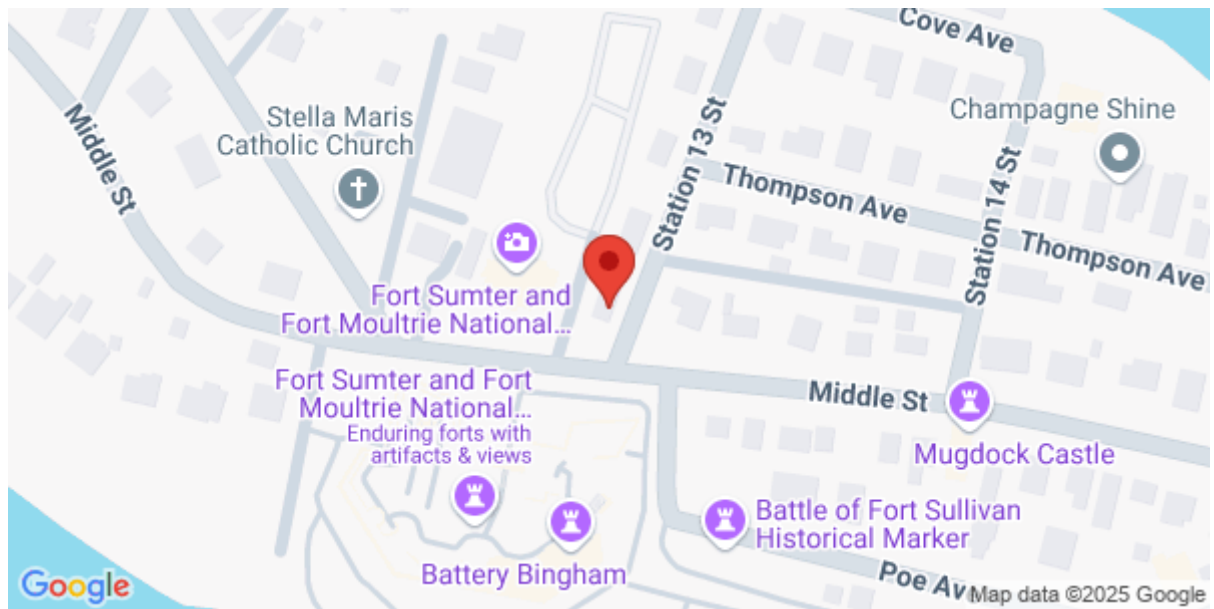 Cove Ave
Champagne Shine
Stella Maris
Catholic Church
Middle St
Station 13 St
Thompson Ave
Station 14 St
Thompson Ave
Fort Sumter and
Fort Moultrie National...
Fort Sumter and Fort
Moultrie National...
Enduring forts with
artifacts & views
Middle St
Mugdock Castle
Battle of Fort Sullivan
Historical Marker
Battery Bingham
Poe Av
Google
Map data ©2025 Google